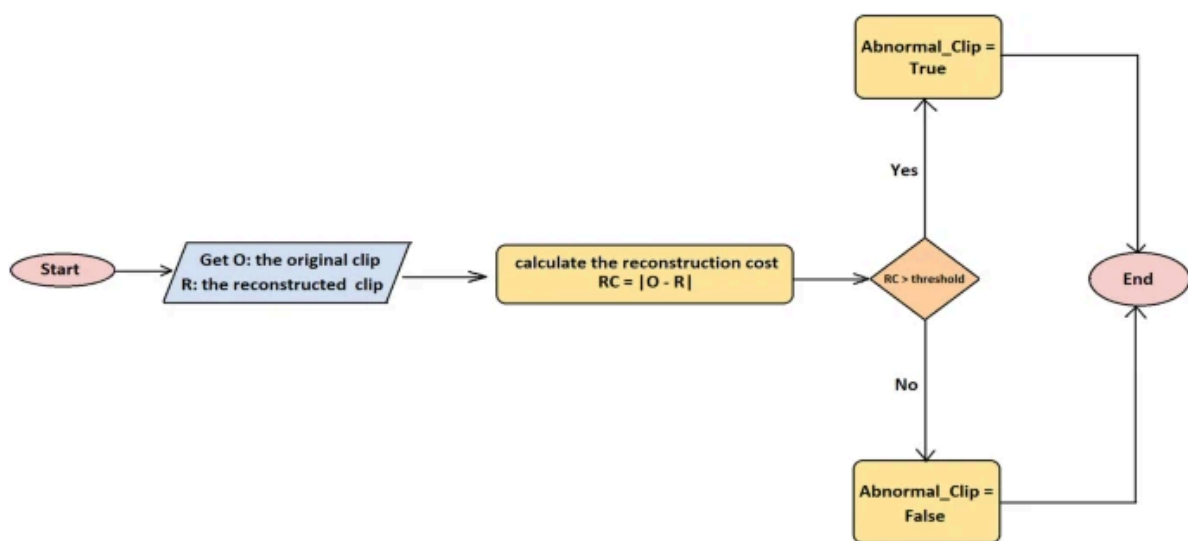 Start
Get O: the original clip
R: the reconstructed clip
calculate the reconstruction cost
RC = |O - R|
RC > threshold
Yes
Abnormal_Clip =
True
No
Abnormal_Clip =
False
End